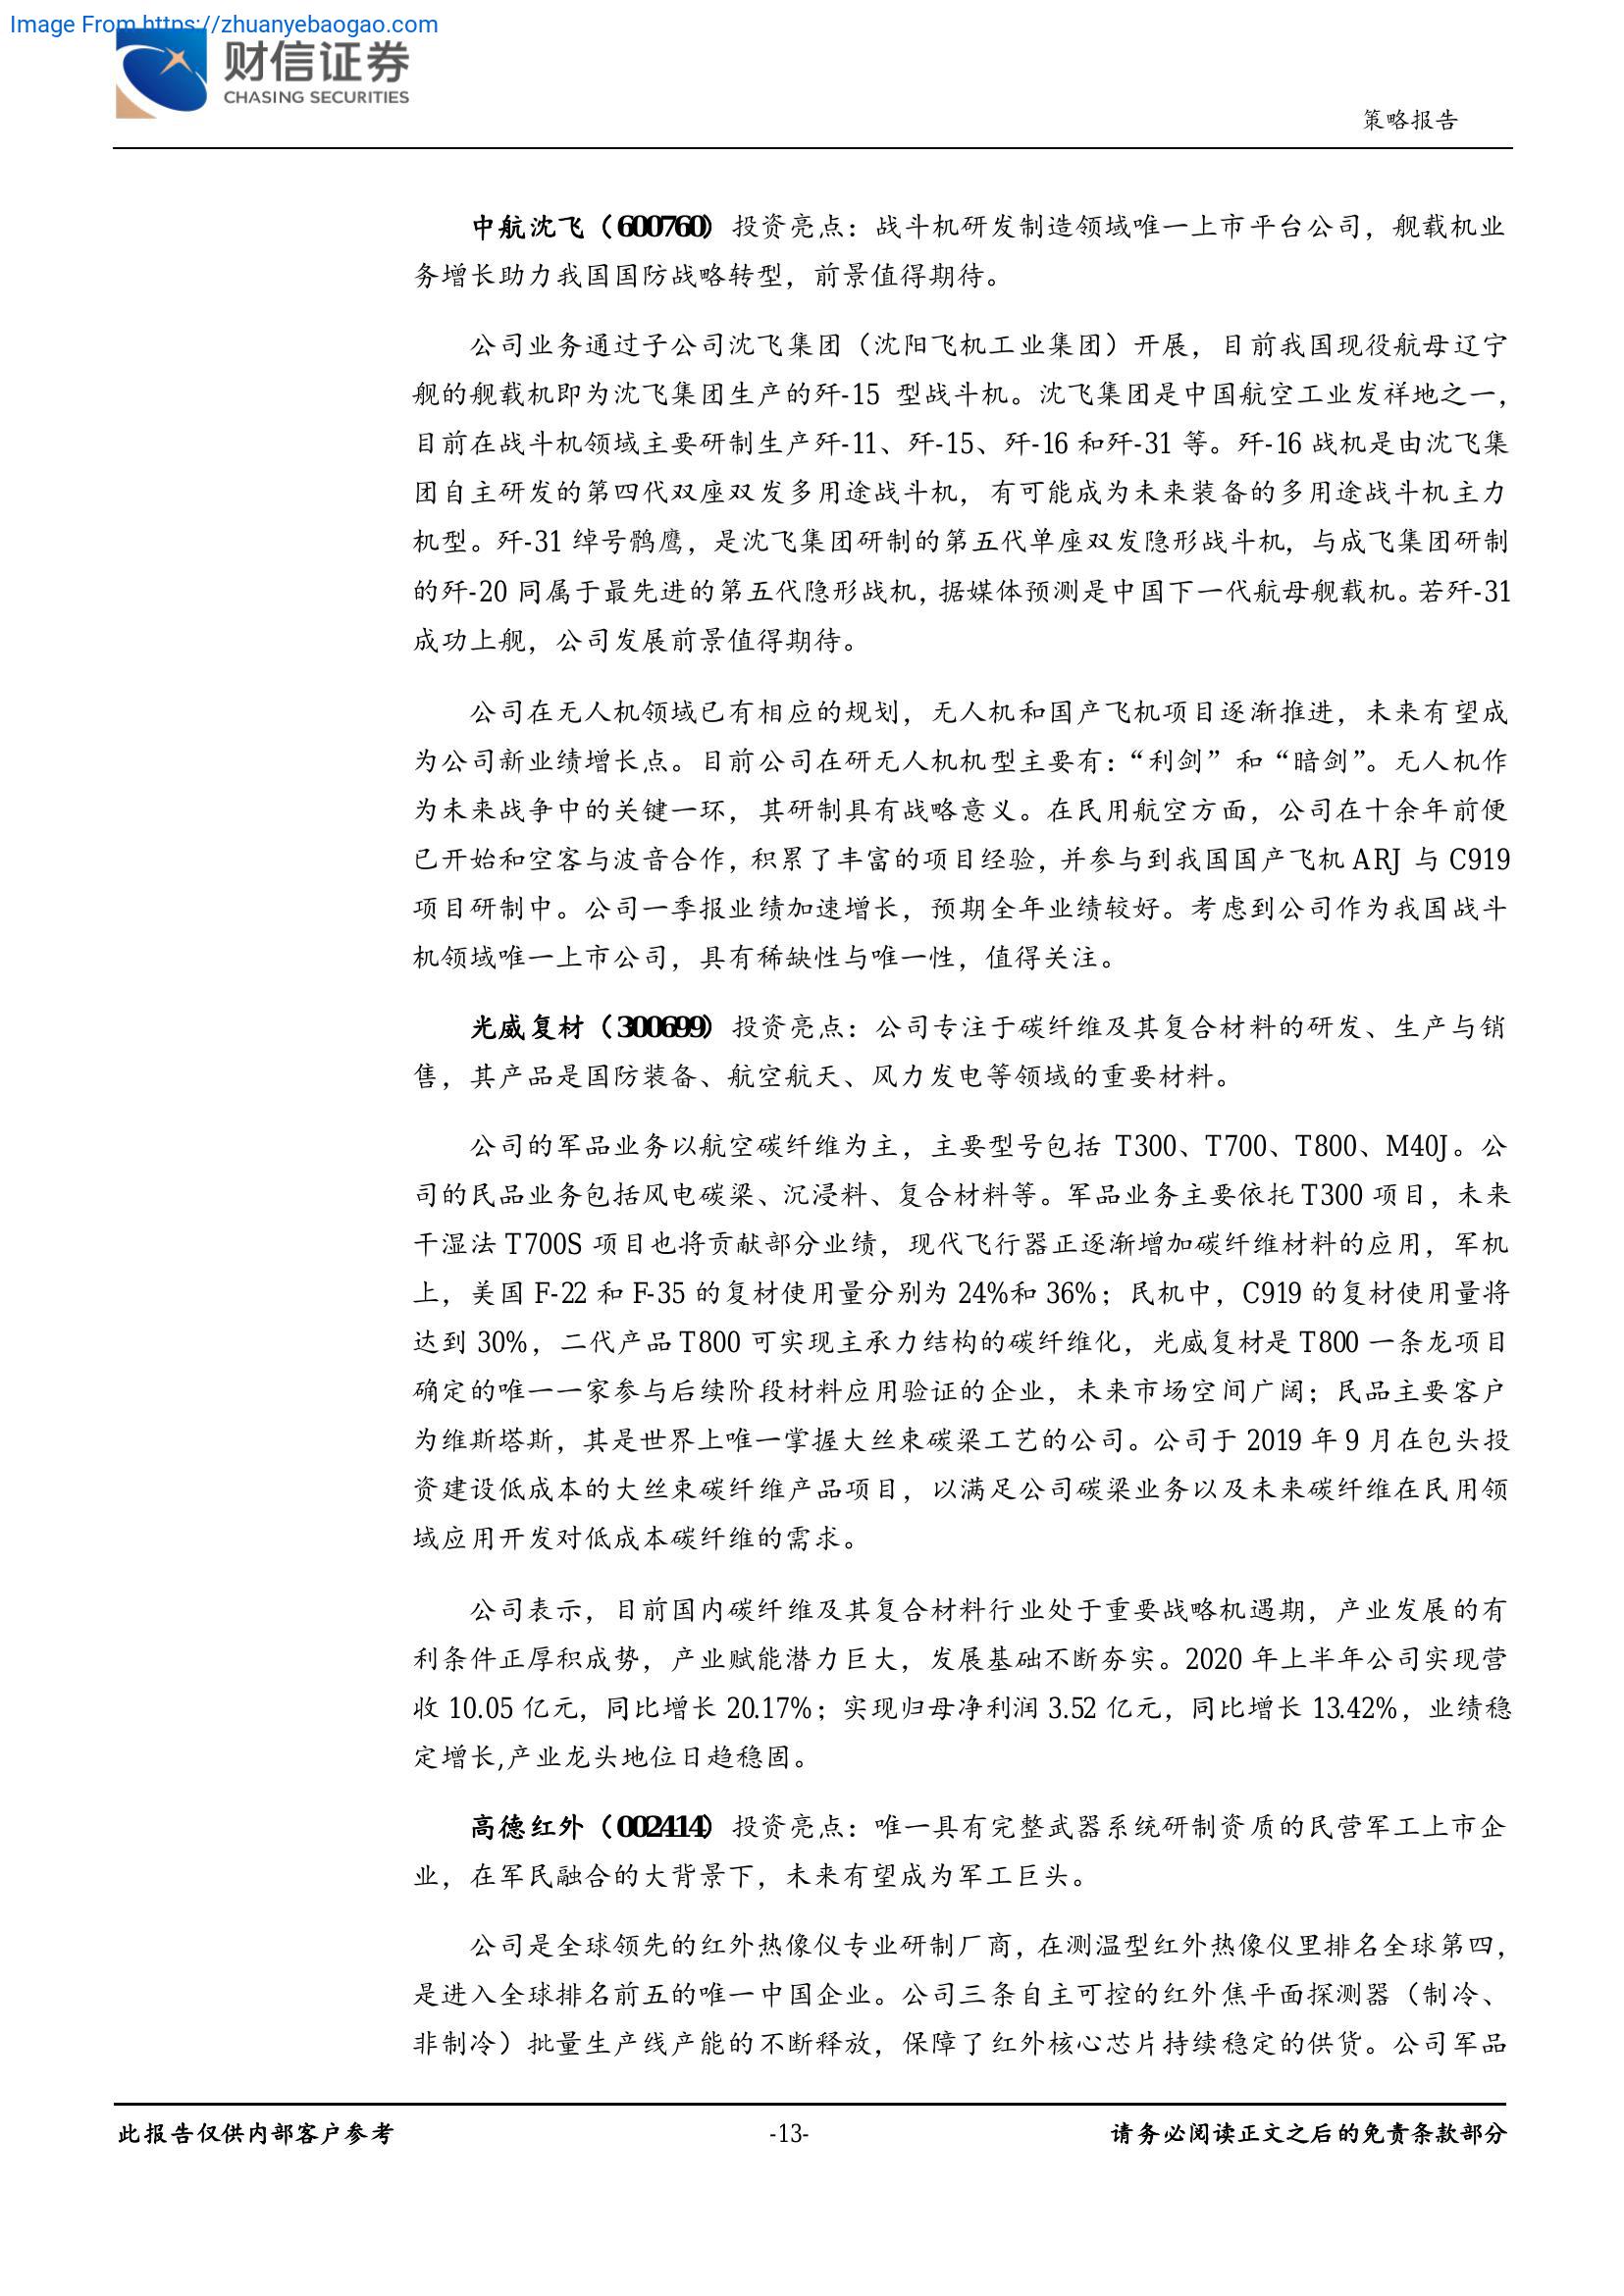 Image From https://zhuanyebaogao.com
财信证券
CHASING SECURITIES
策略报告
中航沈飞（600760）投资亮点：战斗机研发制造领域唯一上市平台公司，舰载机业
务增长助力我国国防战略转型，前景值得期待。
公司业务通过子公司沈飞集团（沈阳飞机工业集团）开展，目前我国现役航母辽宁
舰的舰载机即为沈飞集团生产的歼-15 型战斗机。沈飞集团是中国航空工业发祥地之一，
目前在战斗机领域主要研制生产歼-11、歼-15、歼-16 和歼-31 等。歼-16 战机是由沈飞集
团自主研发的第四代双座双发多用途战斗机，有可能成为未来装备的多用途战斗机主力
机型。歼-31 绰号鹘鹰，是沈飞集团研制的第五代单座双发隐形战斗机，与成飞集团研制
的歼-20 同属于最先进的第五代隐形战机，据媒体预测是中国下一代航母舰载机。若歼-31
成功上舰，公司发展前景值得期待。
公司在无人机领域已有相应的规划，无人机和国产飞机项目逐渐推进，未来有望成
为公司新业绩增长点。目前公司在研无人机机型主要有：“利剑”和“暗剑”。无人机作
为未来战争中的关键一环，其研制具有战略意义。在民用航空方面，公司在十余年前便
已开始和空客与波音合作，积累了丰富的项目经验，并参与到我国国产飞机 ARJ 与 C919
项目研制中。公司一季报业绩加速增长，预期全年业绩较好。考虑到公司作为我国战斗
机领域唯一上市公司，具有稀缺性与唯一性，值得关注。
光威复材（300699）投资亮点：公司专注于碳纤维及其复合材料的研发、生产与销
售，其产品是国防装备、航空航天、风力发电等领域的重要材料。
公司的军品业务以航空碳纤维为主，主要型号包括 T300、T700、T800、M40J。公
司的民品业务包括风电碳梁、沉浸料、复合材料等。军品业务主要依托 T300 项目，未来
干湿法 T700S 项目也将贡献部分业绩，现代飞行器正逐渐增加碳纤维材料的应用，军机
上，美国 F-22 和 F-35 的复材使用量分别为 24%和 36%；民机中，C919 的复材使用量将
达到 30%，二代产品 T800 可实现主承力结构的碳纤维化，光威复材是 T800 一条龙项目
确定的唯一一家参与后续阶段材料应用验证的企业，未来市场空间广阔；民品主要客户
为维斯塔斯，其是世界上唯一掌握大丝束碳梁工艺的公司。公司于 2019 年 9 月在包头投
资建设低成本的大丝束碳纤维产品项目，以满足公司碳梁业务以及未来碳纤维在民用领
域应用开发对低成本碳纤维的需求。
公司表示，目前国内碳纤维及其复合材料行业处于重要战略机遇期，产业发展的有
利条件正厚积成势，产业赋能潜力巨大，发展基础不断夯实。2020 年上半年公司实现营
收 10.05 亿元，同比增长 20.17%；实现归母净利润 3.52 亿元，同比增长 13.42%，业绩稳
定增长,产业龙头地位日趋稳固。
高德红外（002414）投资亮点：唯一具有完整武器系统研制资质的民营军工上市企
业，在军民融合的大背景下，未来有望成为军工巨头。
公司是全球领先的红外热像仪专业研制厂商，在测温型红外热像仪里排名全球第四，
是进入全球排名前五的唯一中国企业。公司三条自主可控的红外焦平面探测器（制冷、
非制冷）批量生产线产能的不断释放，保障了红外核心芯片持续稳定的供货。公司军品
此报告仅供内部客户参考
-13-
请务必阅读正文之后的免责条款部分